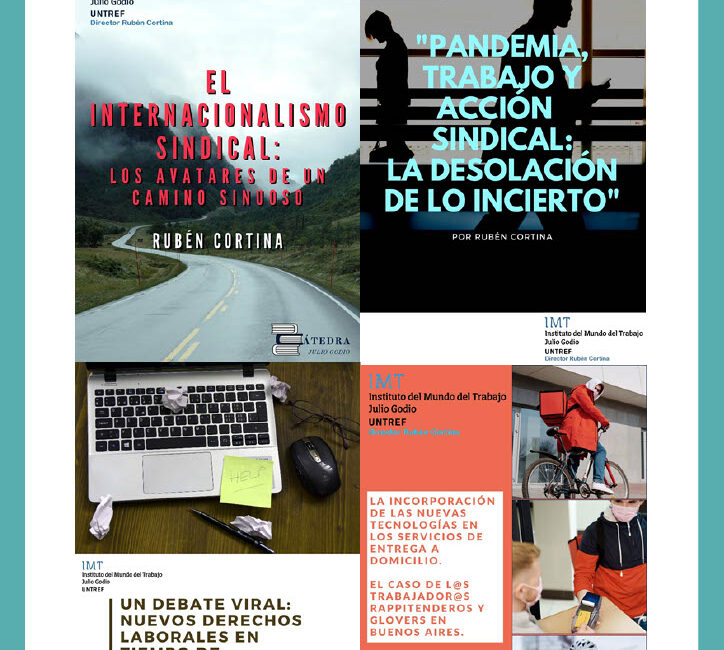 Julio Godio
UNTREF
Director Rubén Cortina
EL
INTERNACIONALISMO
SINDICAL:
LOS AVATARES DE UN
CAMINO SINUOSO
RUBÉN CORTINA
CÁTEDRA
JULIO GODIO
"PANDEMIA,
TRABAJO Y
ACCIÓN
SINDICAL:
LA DESOLACIÓN
DE LO INCIERTO"
POR RUBÉN CORTINA
IMT
Instituto del Mundo del Trabajo
Julio Godio
UNTREF
Director Rubén Cortina
HELP
IMT
Instituto del Mundo del Trabajo
Julio Godio
UNTREF
UN DEBATE VIRAL:
NUEVOS DERECHOS
LABORALES EN
TIEMPO DE
IMT
Instituto del Mundo del Trabajo
Julio Godio
UNTREF
Director Rubén Cortina
LA INCORPORACIÓN
DE LAS NUEVAS
TECNOLOGÍAS EN
LOS SERVICIOS DE
ENTREGA A
DOMICILIO.
EL CASO DE L@S
TRABAJADOR@S
RAPPITENDEROS Y
GLOVERS EN
BUENOS AIRES.